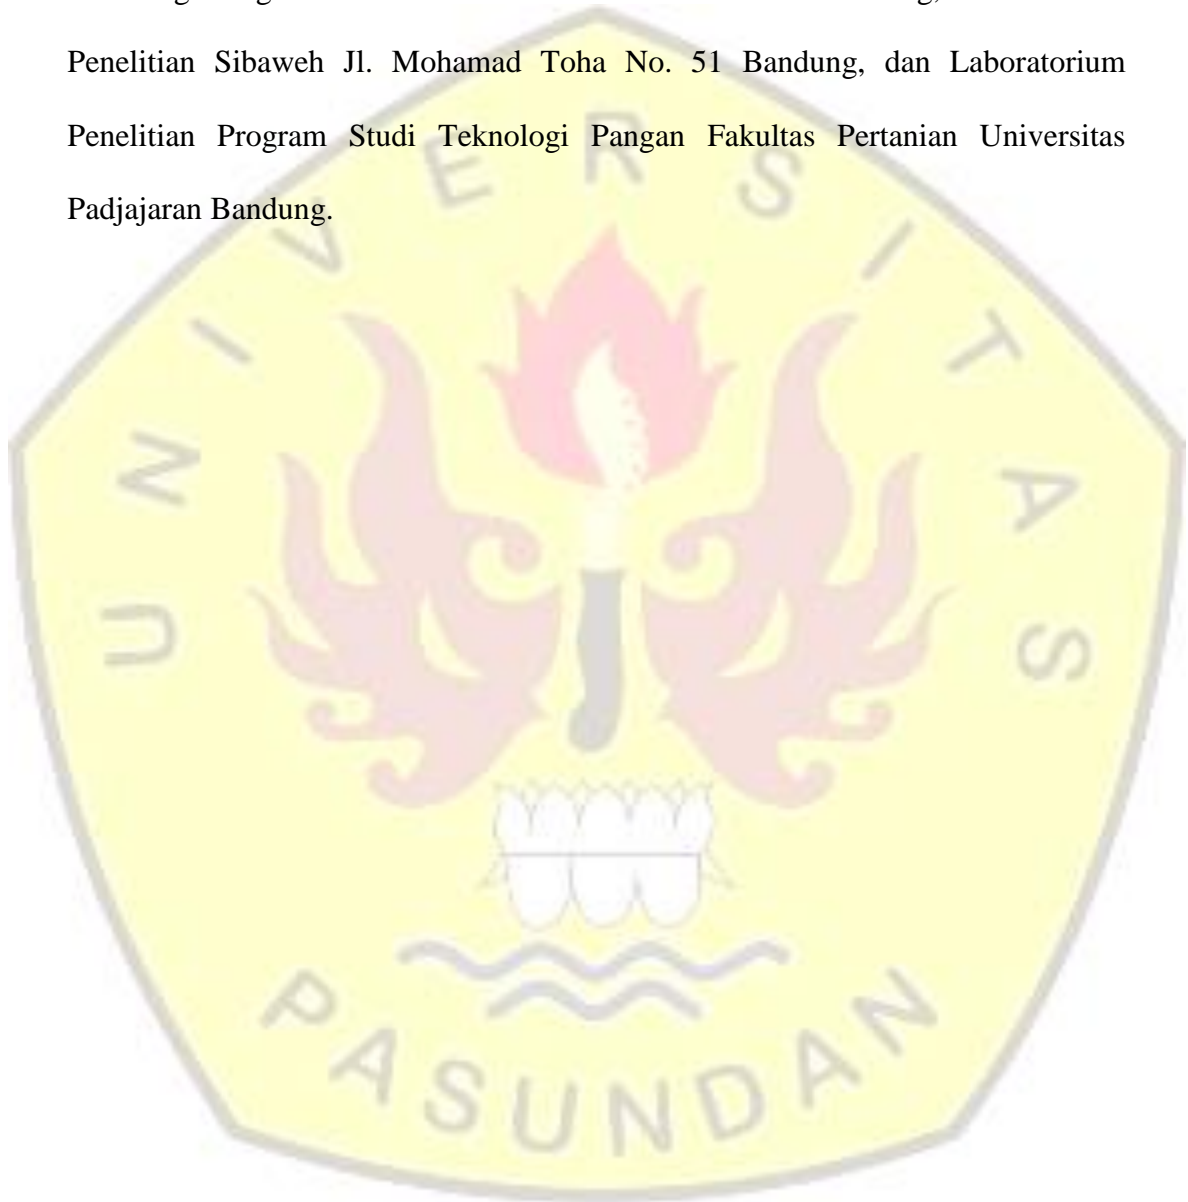 Penelitian Sibaweh Jl. Mohamad Toha No. 51 Bandung, dan Laboratorium
Penelitian Program Studi Teknologi Pangan Fakultas Pertanian Universitas
Padjajaran Bandung.
UNIVERSITAS
PASUNDAN